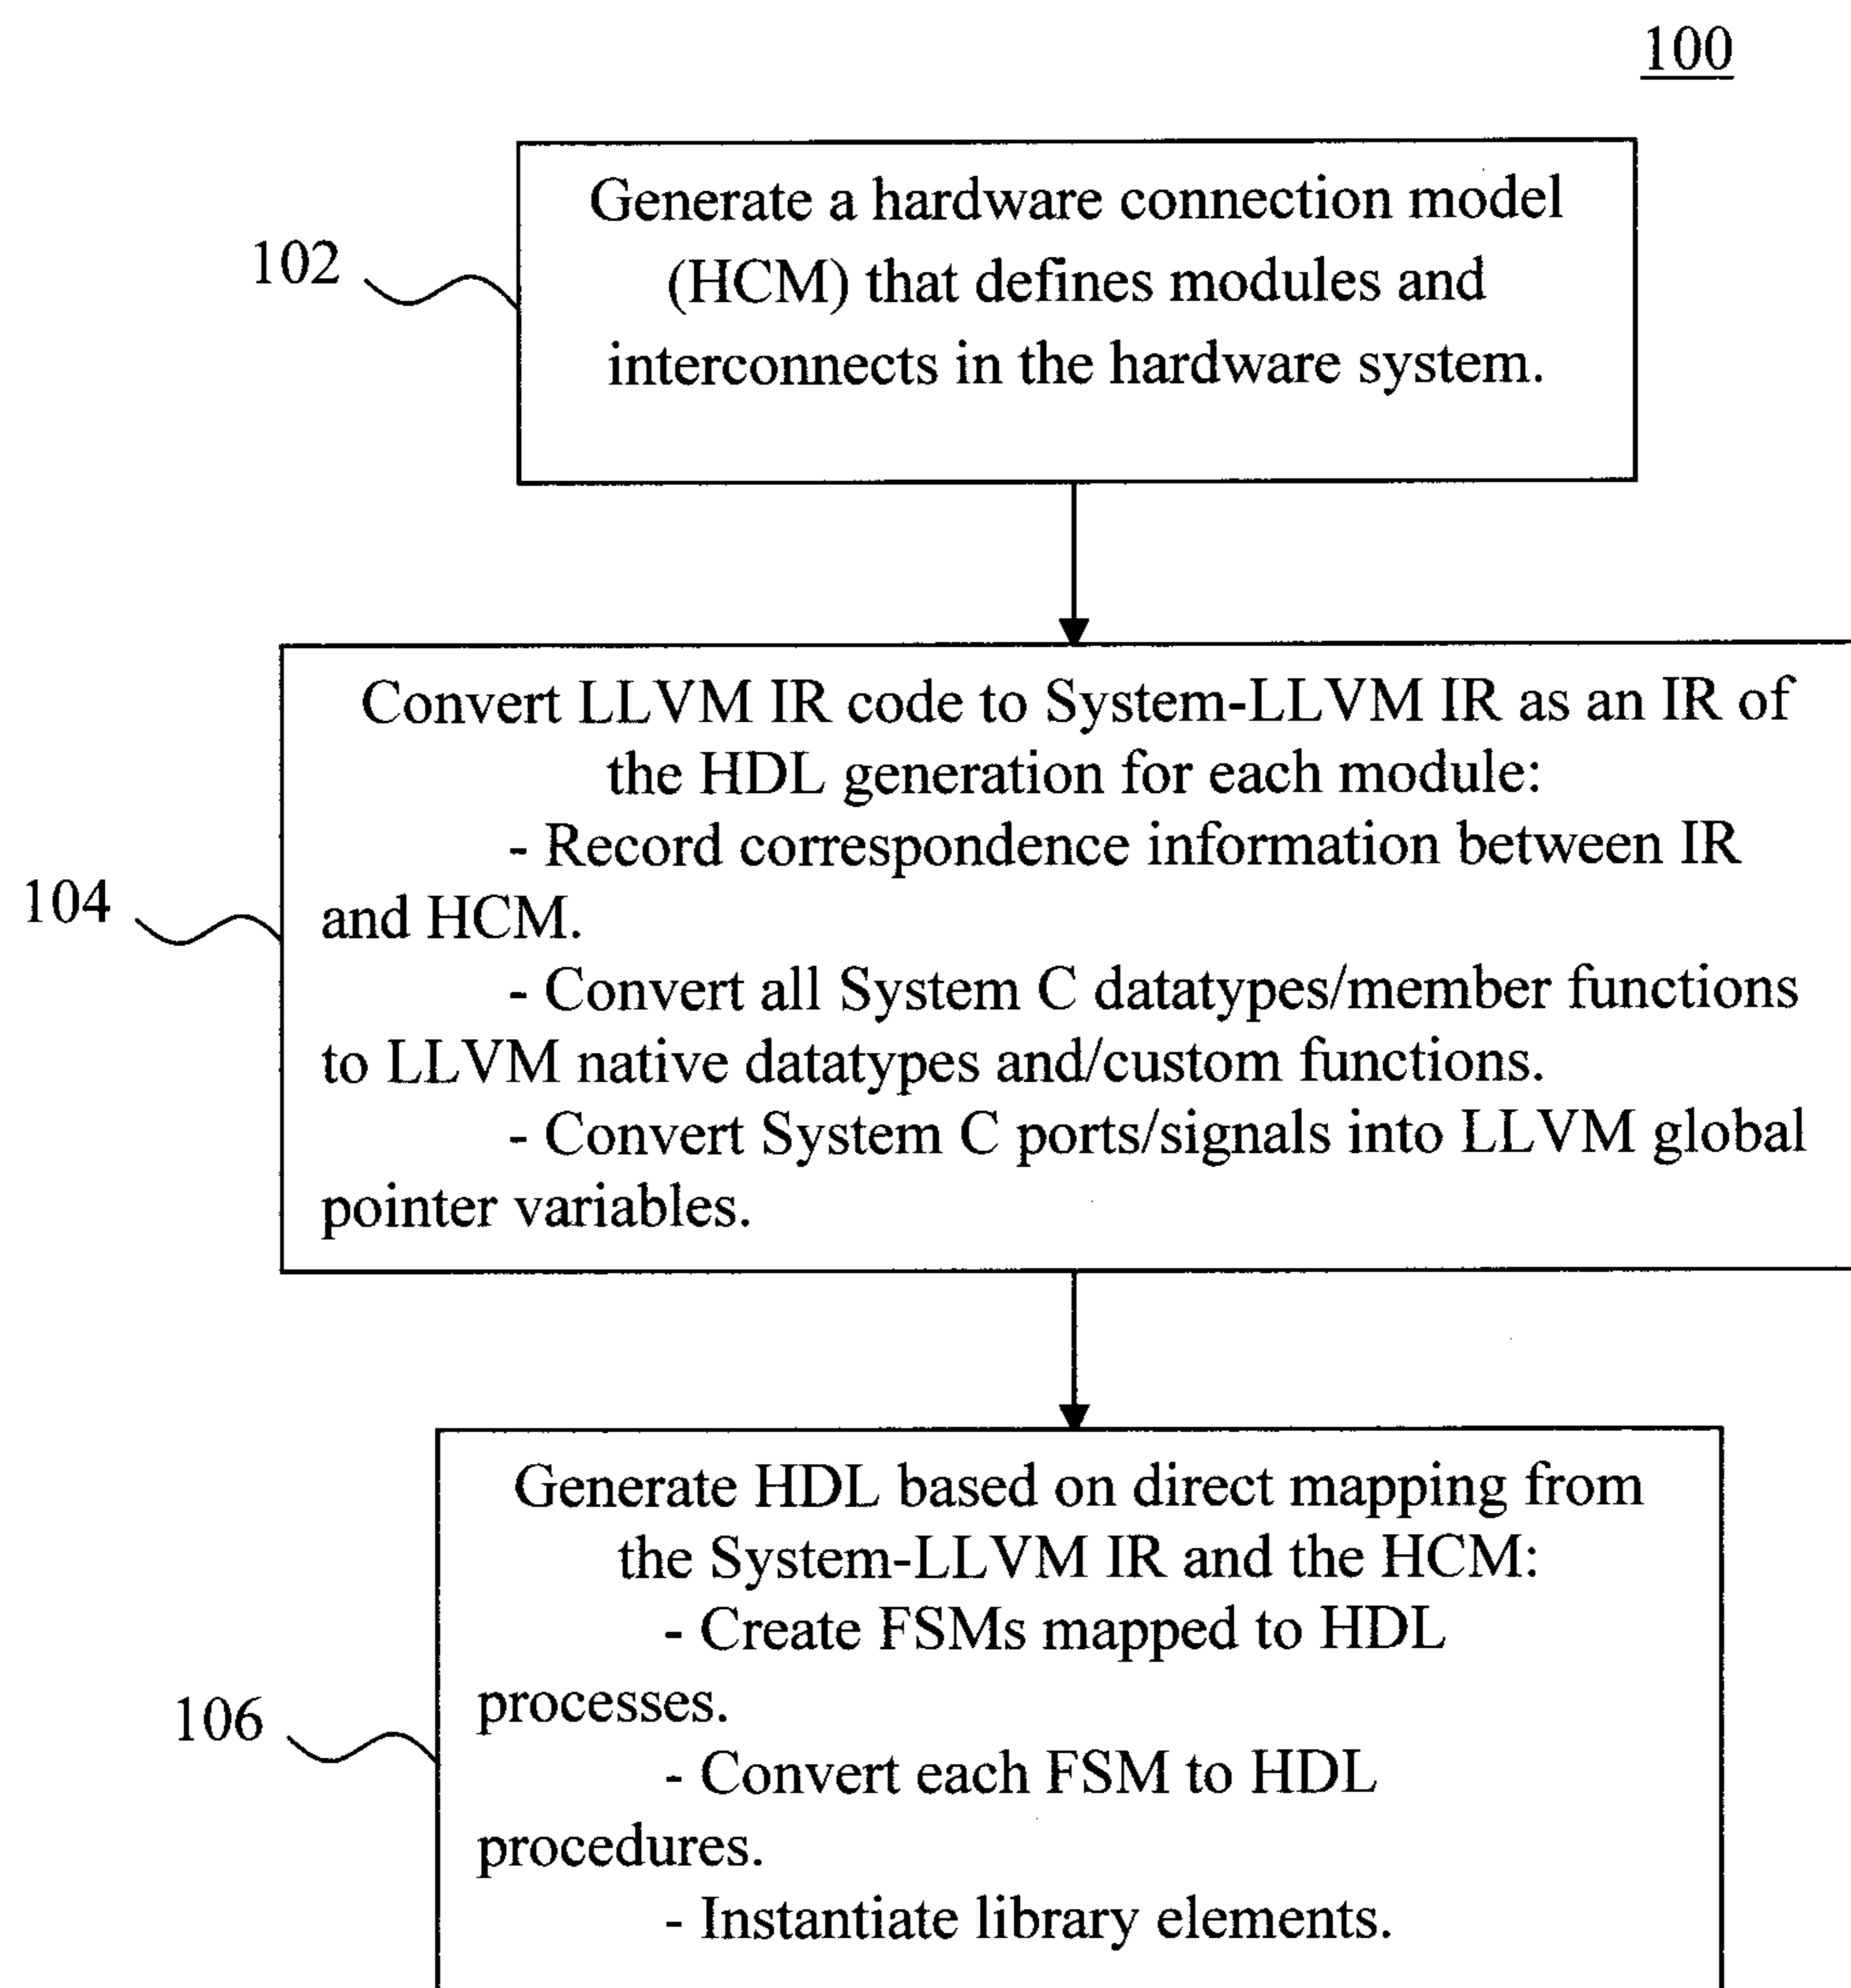 100
Generate a hardware connection model
(HCM) that defines modules and
interconnects in the hardware system.
102
Convert LLVM IR code to System-LLVM IR as an IR of
the HDL generation for each module:
- Record correspondence information between IR
and HCM.
- Convert all System C datatypes/member functions
to LLVM native datatypes and/custom functions.
- Convert System C ports/signals into LLVM global
pointer variables.
104
Generate HDL based on direct mapping from
the System-LLVM IR and the HCM:
- Create FSMs mapped to HDL
processes.
- Convert each FSM to HDL
procedures.
- Instantiate library elements.
106